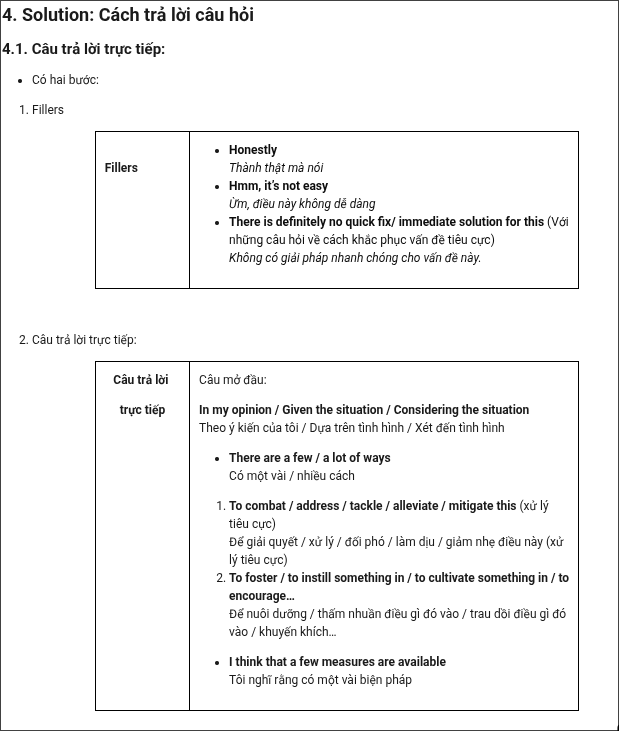 4. Solution: Cách trả lời câu hỏi
4.1. Câu trả lời trực tiếp:
• Có hai bước:
1. Fillers
Fillers
• Honestly
Thành thật mà nói
• Hmm, it's not easy
Ừm, điều này không dễ dàng
• There is definitely no quick fix/ immediate solution for this (Với
những câu hỏi về cách khắc phục vấn đề tiêu cực)
Không có giải pháp nhanh chóng cho vấn đề này.
2. Câu trả lời trực tiếp:
Câu trả lời
trực tiếp
Câu mở đầu:
In my opinion / Given the situation / Considering the situation
Theo ý kiến của tôi / Dựa trên tình hình / Xét đến tình hình
• There are a few / a lot of ways
Có một vài / nhiều cách
1. To combat / address / tackle / alleviate / mitigate this (xử lý
tiêu cực)
Để giải quyết / xử lý / đối phó / làm dịu / giảm nhẹ điều này (xử
lý tiêu cực)
2. To foster / to instill something in / to cultivate something in / to
encourage…
Để nuôi dưỡng / thấm nhuần điều gì đó vào / trau dồi điều gì đó
vào / khuyến khích…
• I think that a few measures are available
Tôi nghĩ rằng có một vài biện pháp